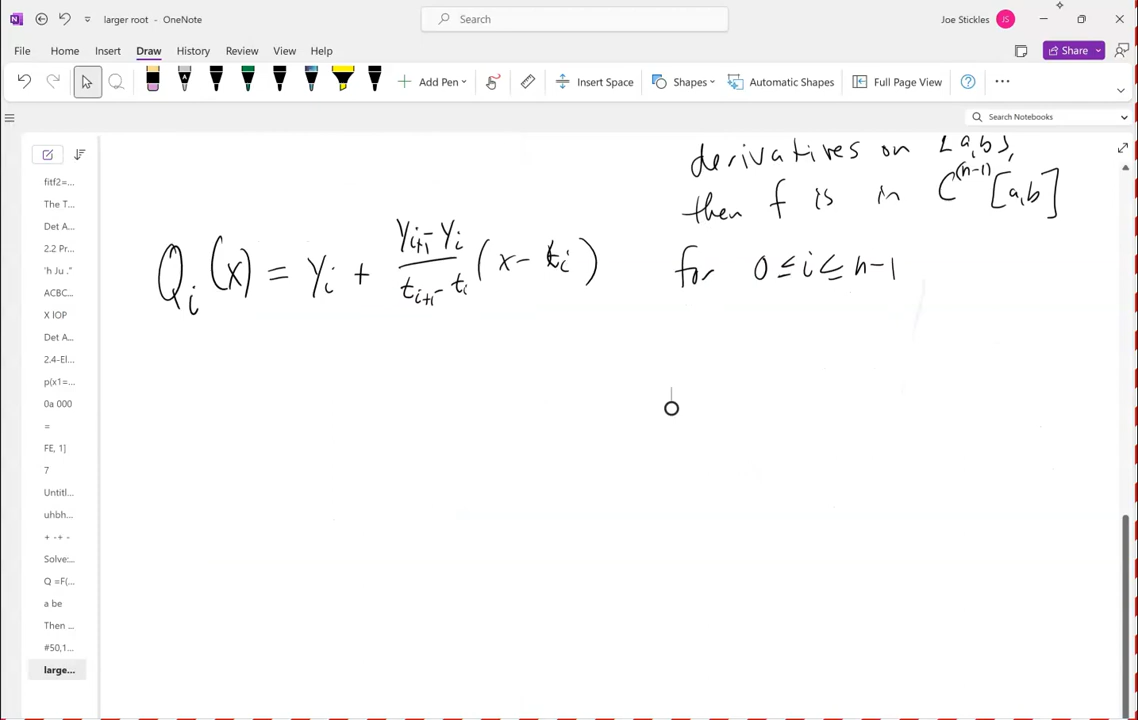 larger root - OneNote
Search
Joe Stickles
JS
File Home Insert Draw History Review View Help
Share
Add Pen
Insert Space
Shapes
Automatic Shapes
Full Page View
Search Notebooks
fitf2=...
The T...
Det A...
2.2 Pr...
'h Ju ."
ACBC...
X IOP
Det A...
2.4-El...
p(x1=...
0a 000
=
FE, 1]
7
Untitl...
uhbh...
+ -+ -
Solve:...
Q =F(...
a be
Then ...
#50,1...
large...
derivatives on [a,b],
then f is in C^(n-1) [a,b]
Q_i(x) = y_i + (y_{i+1} - y_i)/(t_{i+1} - t_i) (x - t_i) for 0 ≤ i ≤ n-1